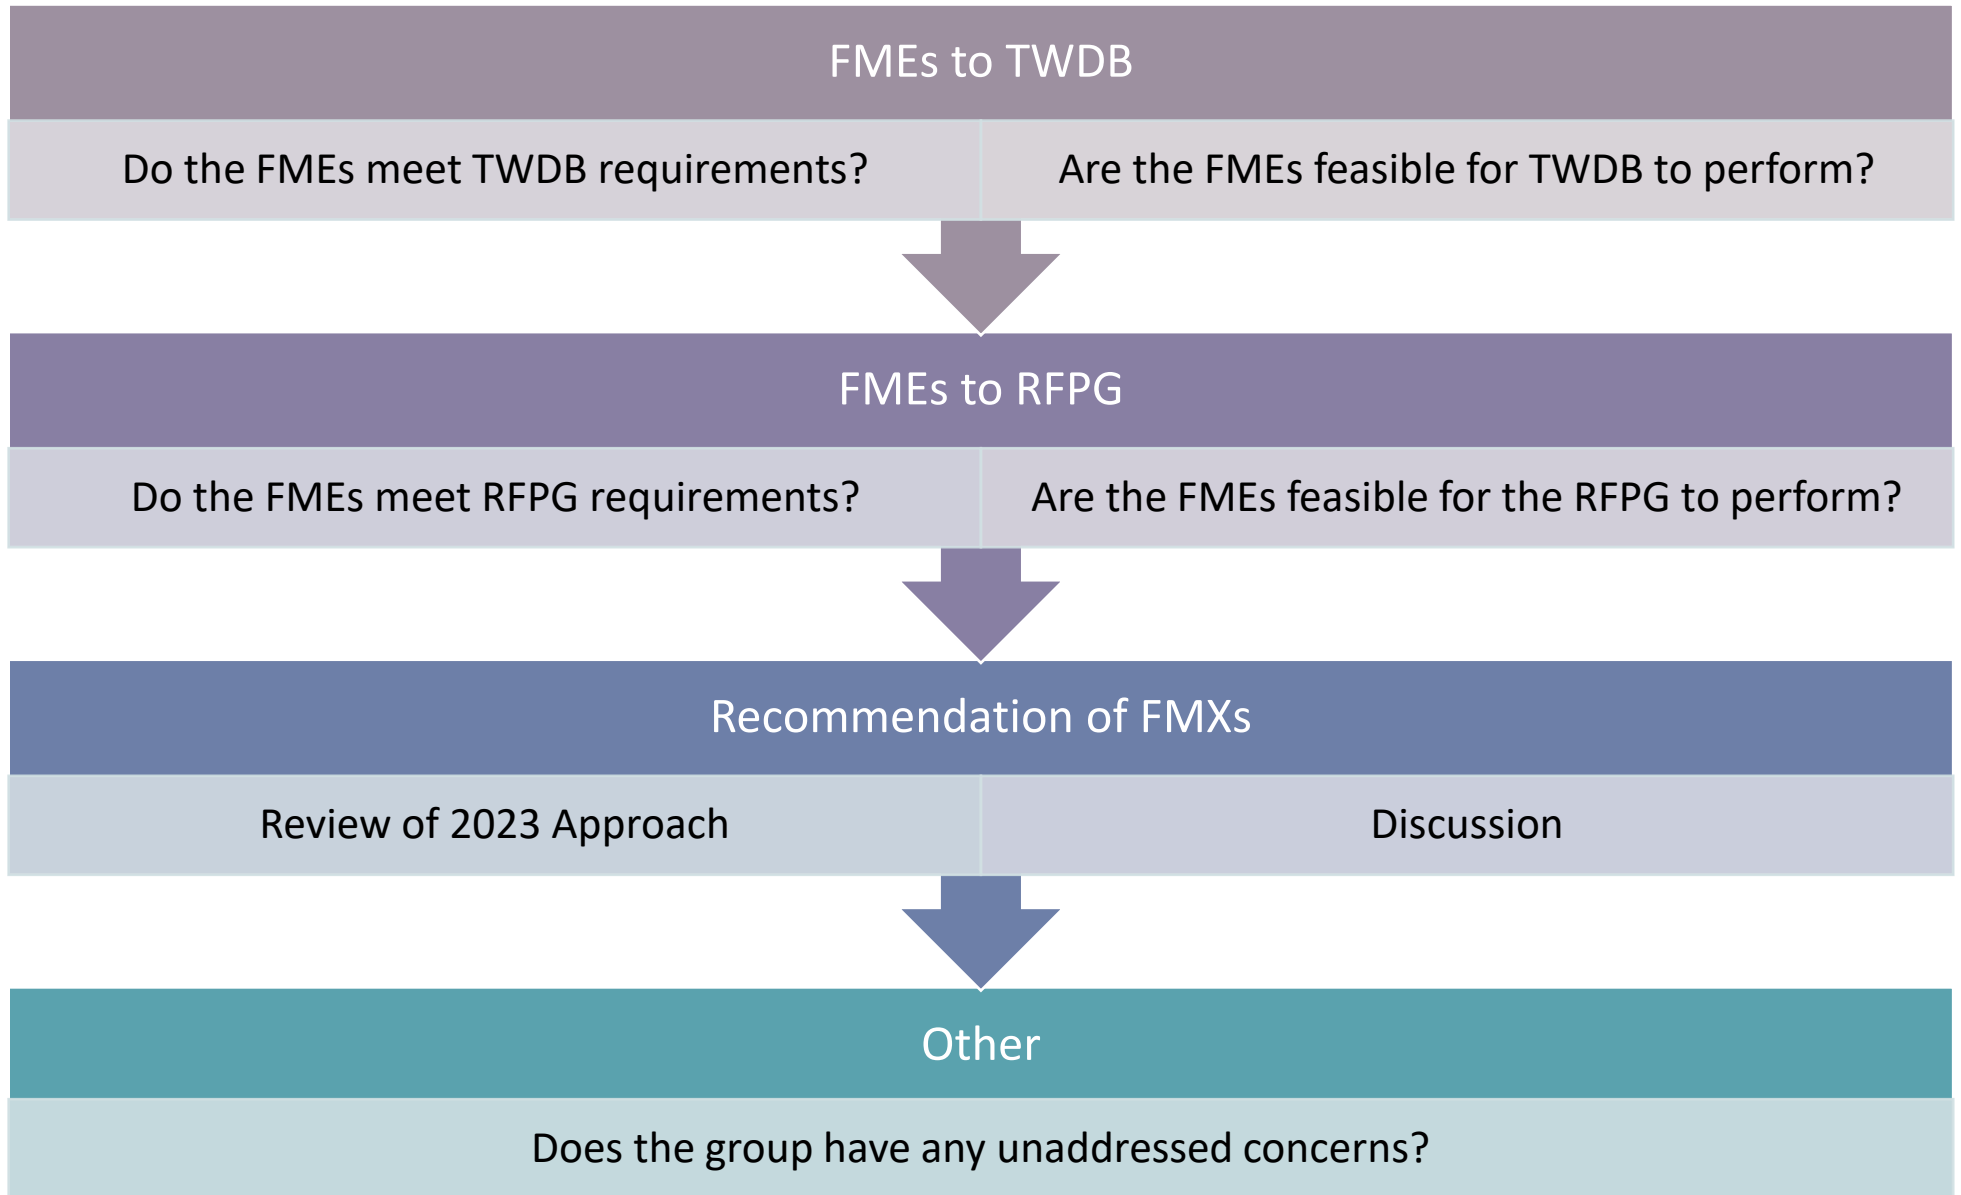 FMEs to TWDB
Do the FMEs meet TWDB requirements?
Are the FMEs feasible for TWDB to perform?
FMEs to RFPG
Do the FMEs meet RFPG requirements?
Are the FMEs feasible for the RFPG to perform?
Recommendation of FMXs
Review of 2023 Approach
Discussion
Other
Does the group have any unaddressed concerns?